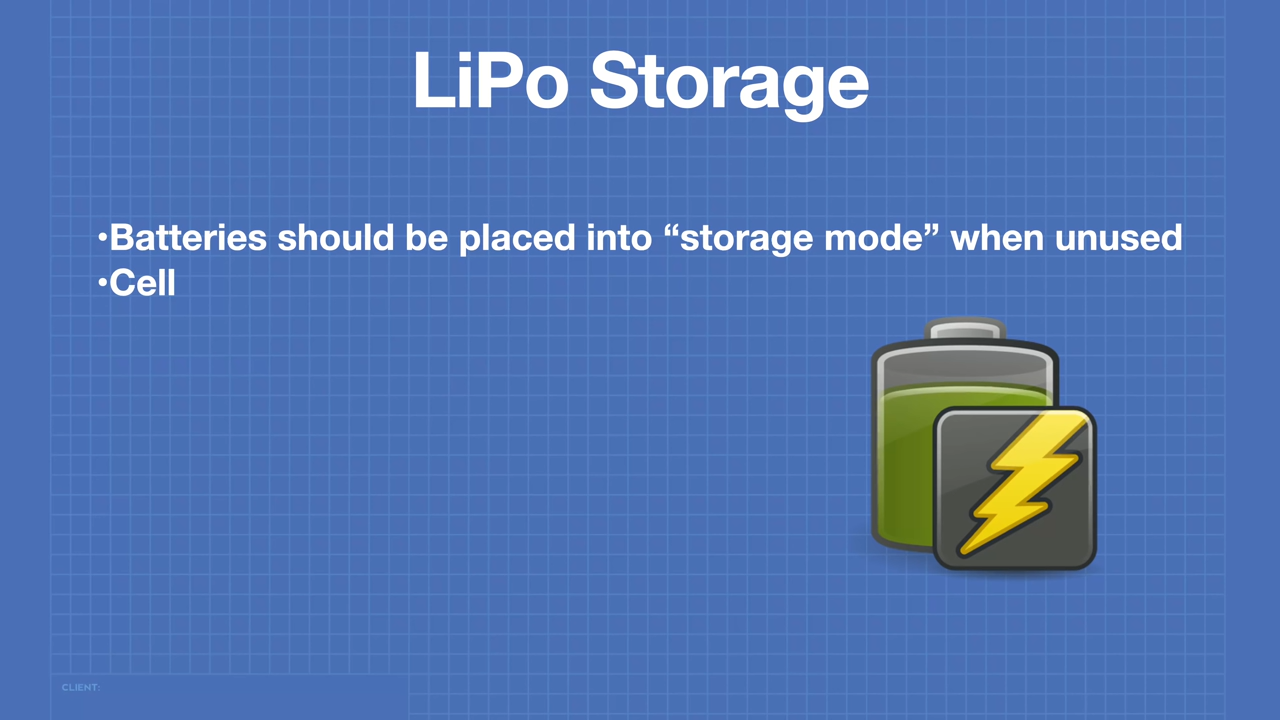 LiPo Storage
•Batteries should be placed into “storage mode” when unused
•Cell
CLIENT: